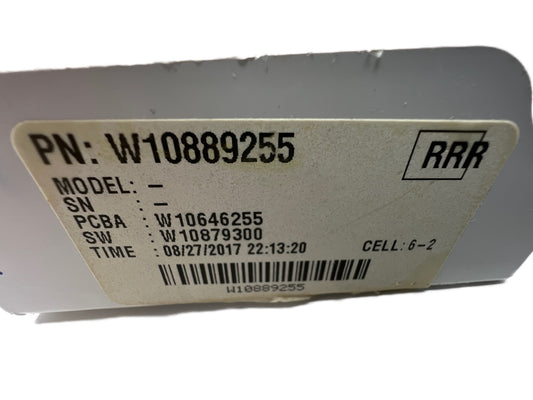 PN: W10889255
RRR
MODEL: –
SN : –
PCBA : W10646255
SW : W10879300
TIME : 08/27/2017 22:13:20 CELL: 6-2
W10889255